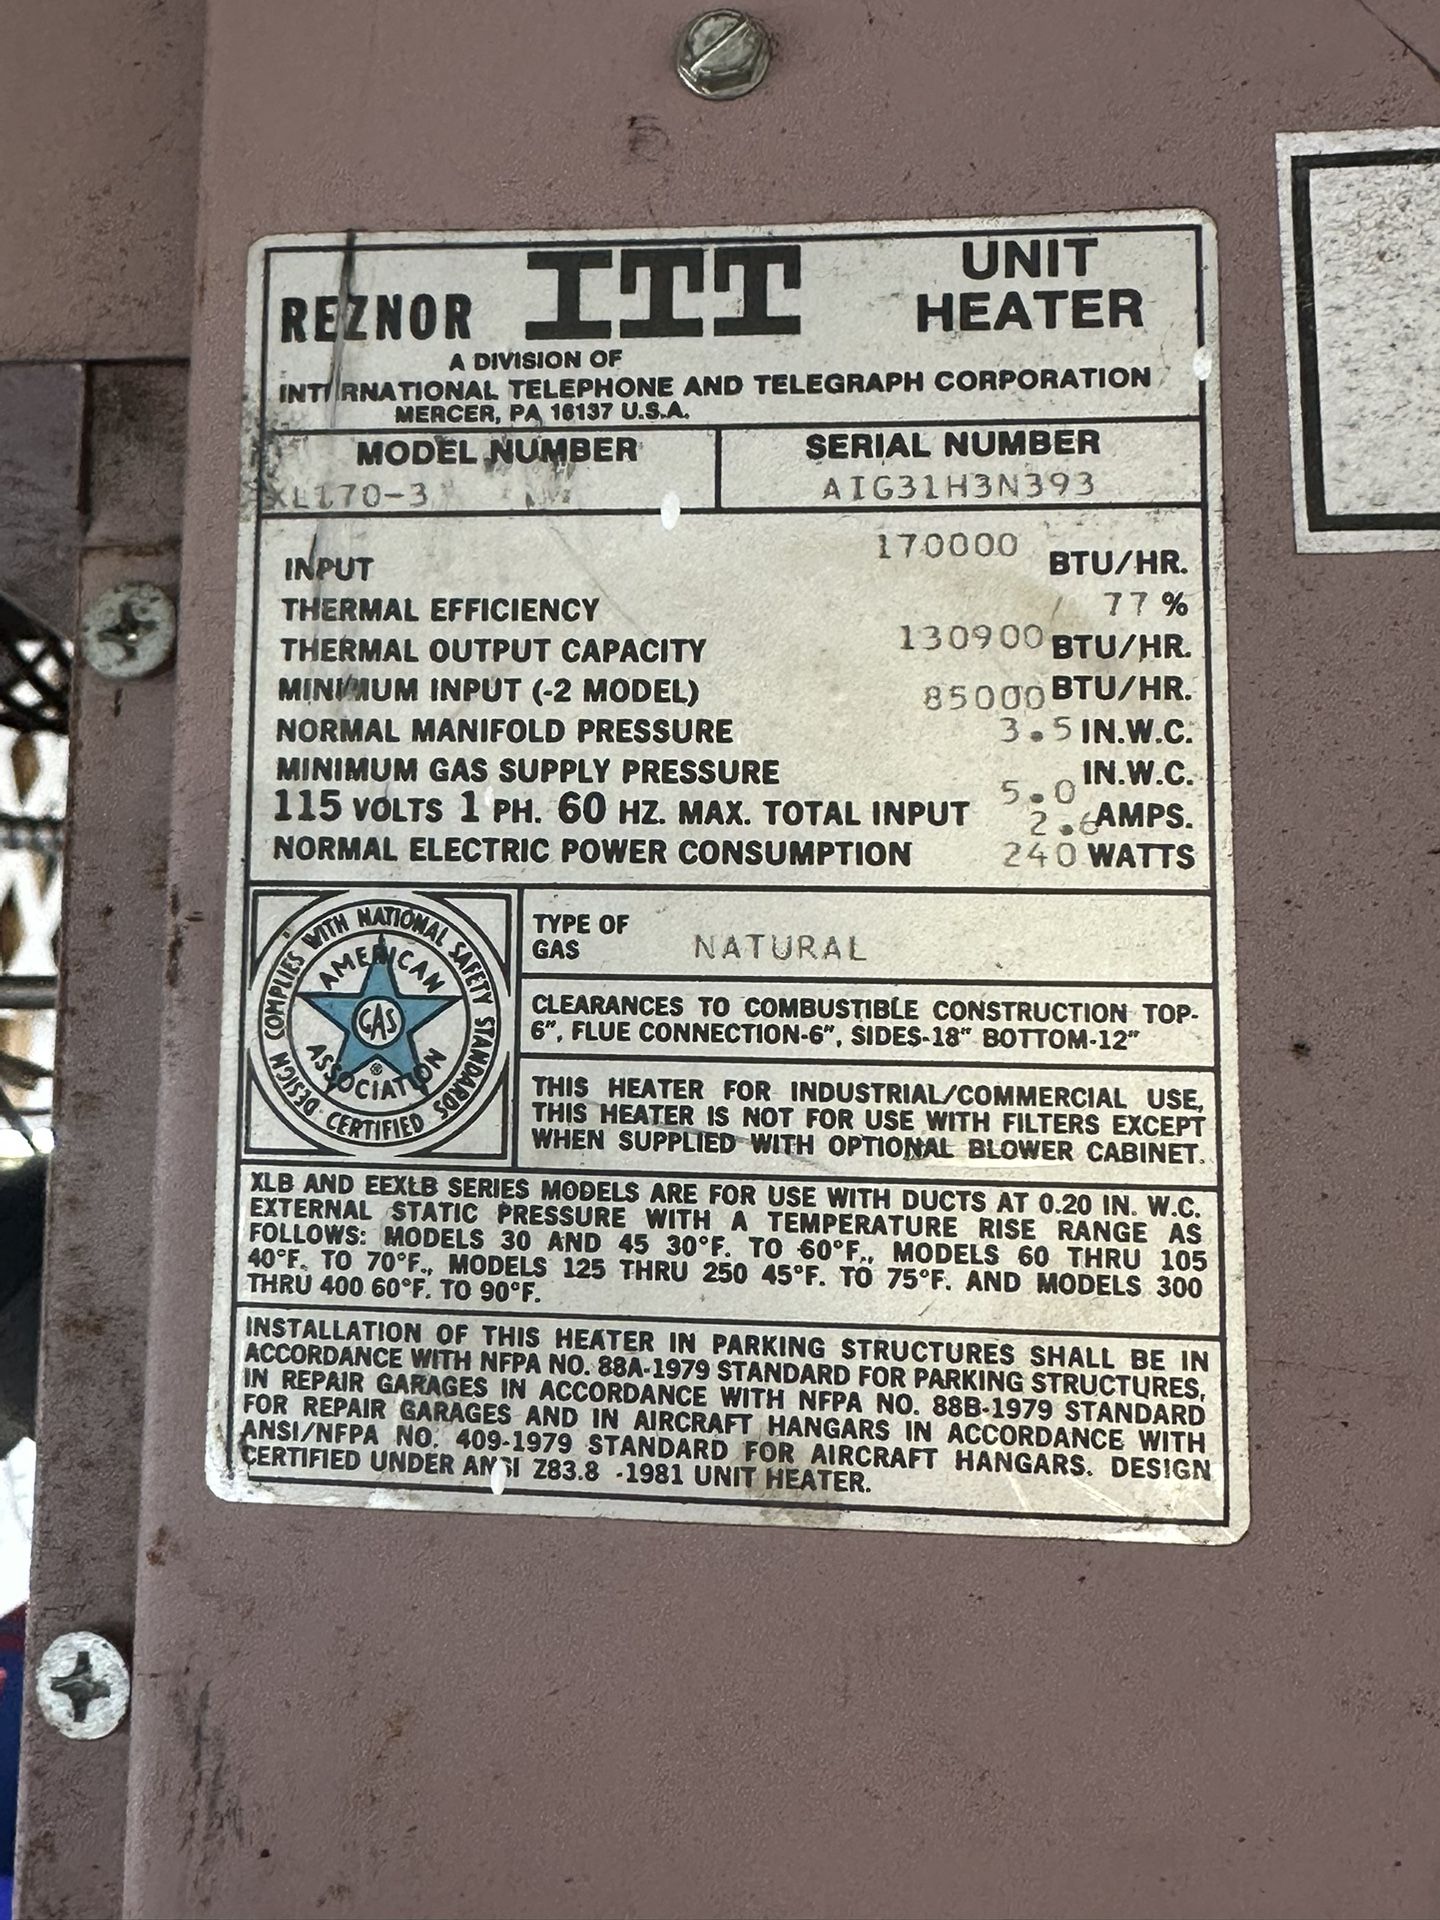 REZNOR ITT UNIT HEATER
A DIVISION OF
INTERNATIONAL TELEPHONE AND TELEGRAPH CORPORATION
MERCER, PA 16137 U.S.A.
MODEL NUMBER SERIAL NUMBER
XL170-3 AIG31H3N393
INPUT 170000 BTU/HR.
THERMAL EFFICIENCY 77 %
THERMAL OUTPUT CAPACITY 130900 BTU/HR.
MINIMUM INPUT (-2 MODEL) 85000 BTU/HR.
NORMAL MANIFOLD PRESSURE 3.5 IN.W.C.
MINIMUM GAS SUPPLY PRESSURE 5.0 IN.W.C.
115 VOLTS 1 PH. 60 HZ. MAX. TOTAL INPUT 2.6 AMPS.
NORMAL ELECTRIC POWER CONSUMPTION 240 WATTS
COMPLIES WITH NATIONAL SAFETY STANDARDS
DESIGN CERTIFIED
AMERICAN
GAS
®
ASSOCIATION
TYPE OF
GAS NATURAL
CLEARANCES TO COMBUSTIBLE CONSTRUCTION TOP-
6", FLUE CONNECTION-6", SIDES-18" BOTTOM-12"
THIS HEATER FOR INDUSTRIAL/COMMERCIAL USE,
THIS HEATER IS NOT FOR USE WITH FILTERS EXCEPT
WHEN SUPPLIED WITH OPTIONAL BLOWER CABINET.
XLB AND EEXLB SERIES MODELS ARE FOR USE WITH DUCTS AT 0.20 IN. W.C.
EXTERNAL STATIC PRESSURE WITH A TEMPERATURE RISE RANGE AS
FOLLOWS: MODELS 30 AND 45 30°F. TO 60°F., MODELS 60 THRU 105
40°F. TO 70°F., MODELS 125 THRU 250 45°F. TO 75°F. AND MODELS 300
THRU 400 60°F. TO 90°F.
INSTALLATION OF THIS HEATER IN PARKING STRUCTURES SHALL BE IN
ACCORDANCE WITH NFPA NO. 88A-1979 STANDARD FOR PARKING STRUCTURES,
IN REPAIR GARAGES IN ACCORDANCE WITH NFPA NO. 88B-1979 STANDARD
FOR REPAIR GARAGES AND IN AIRCRAFT HANGARS IN ACCORDANCE WITH
ANSI/NFPA NO. 409-1979 STANDARD FOR AIRCRAFT HANGARS. DESIGN
CERTIFIED UNDER ANSI Z83.8 -1981 UNIT HEATER.